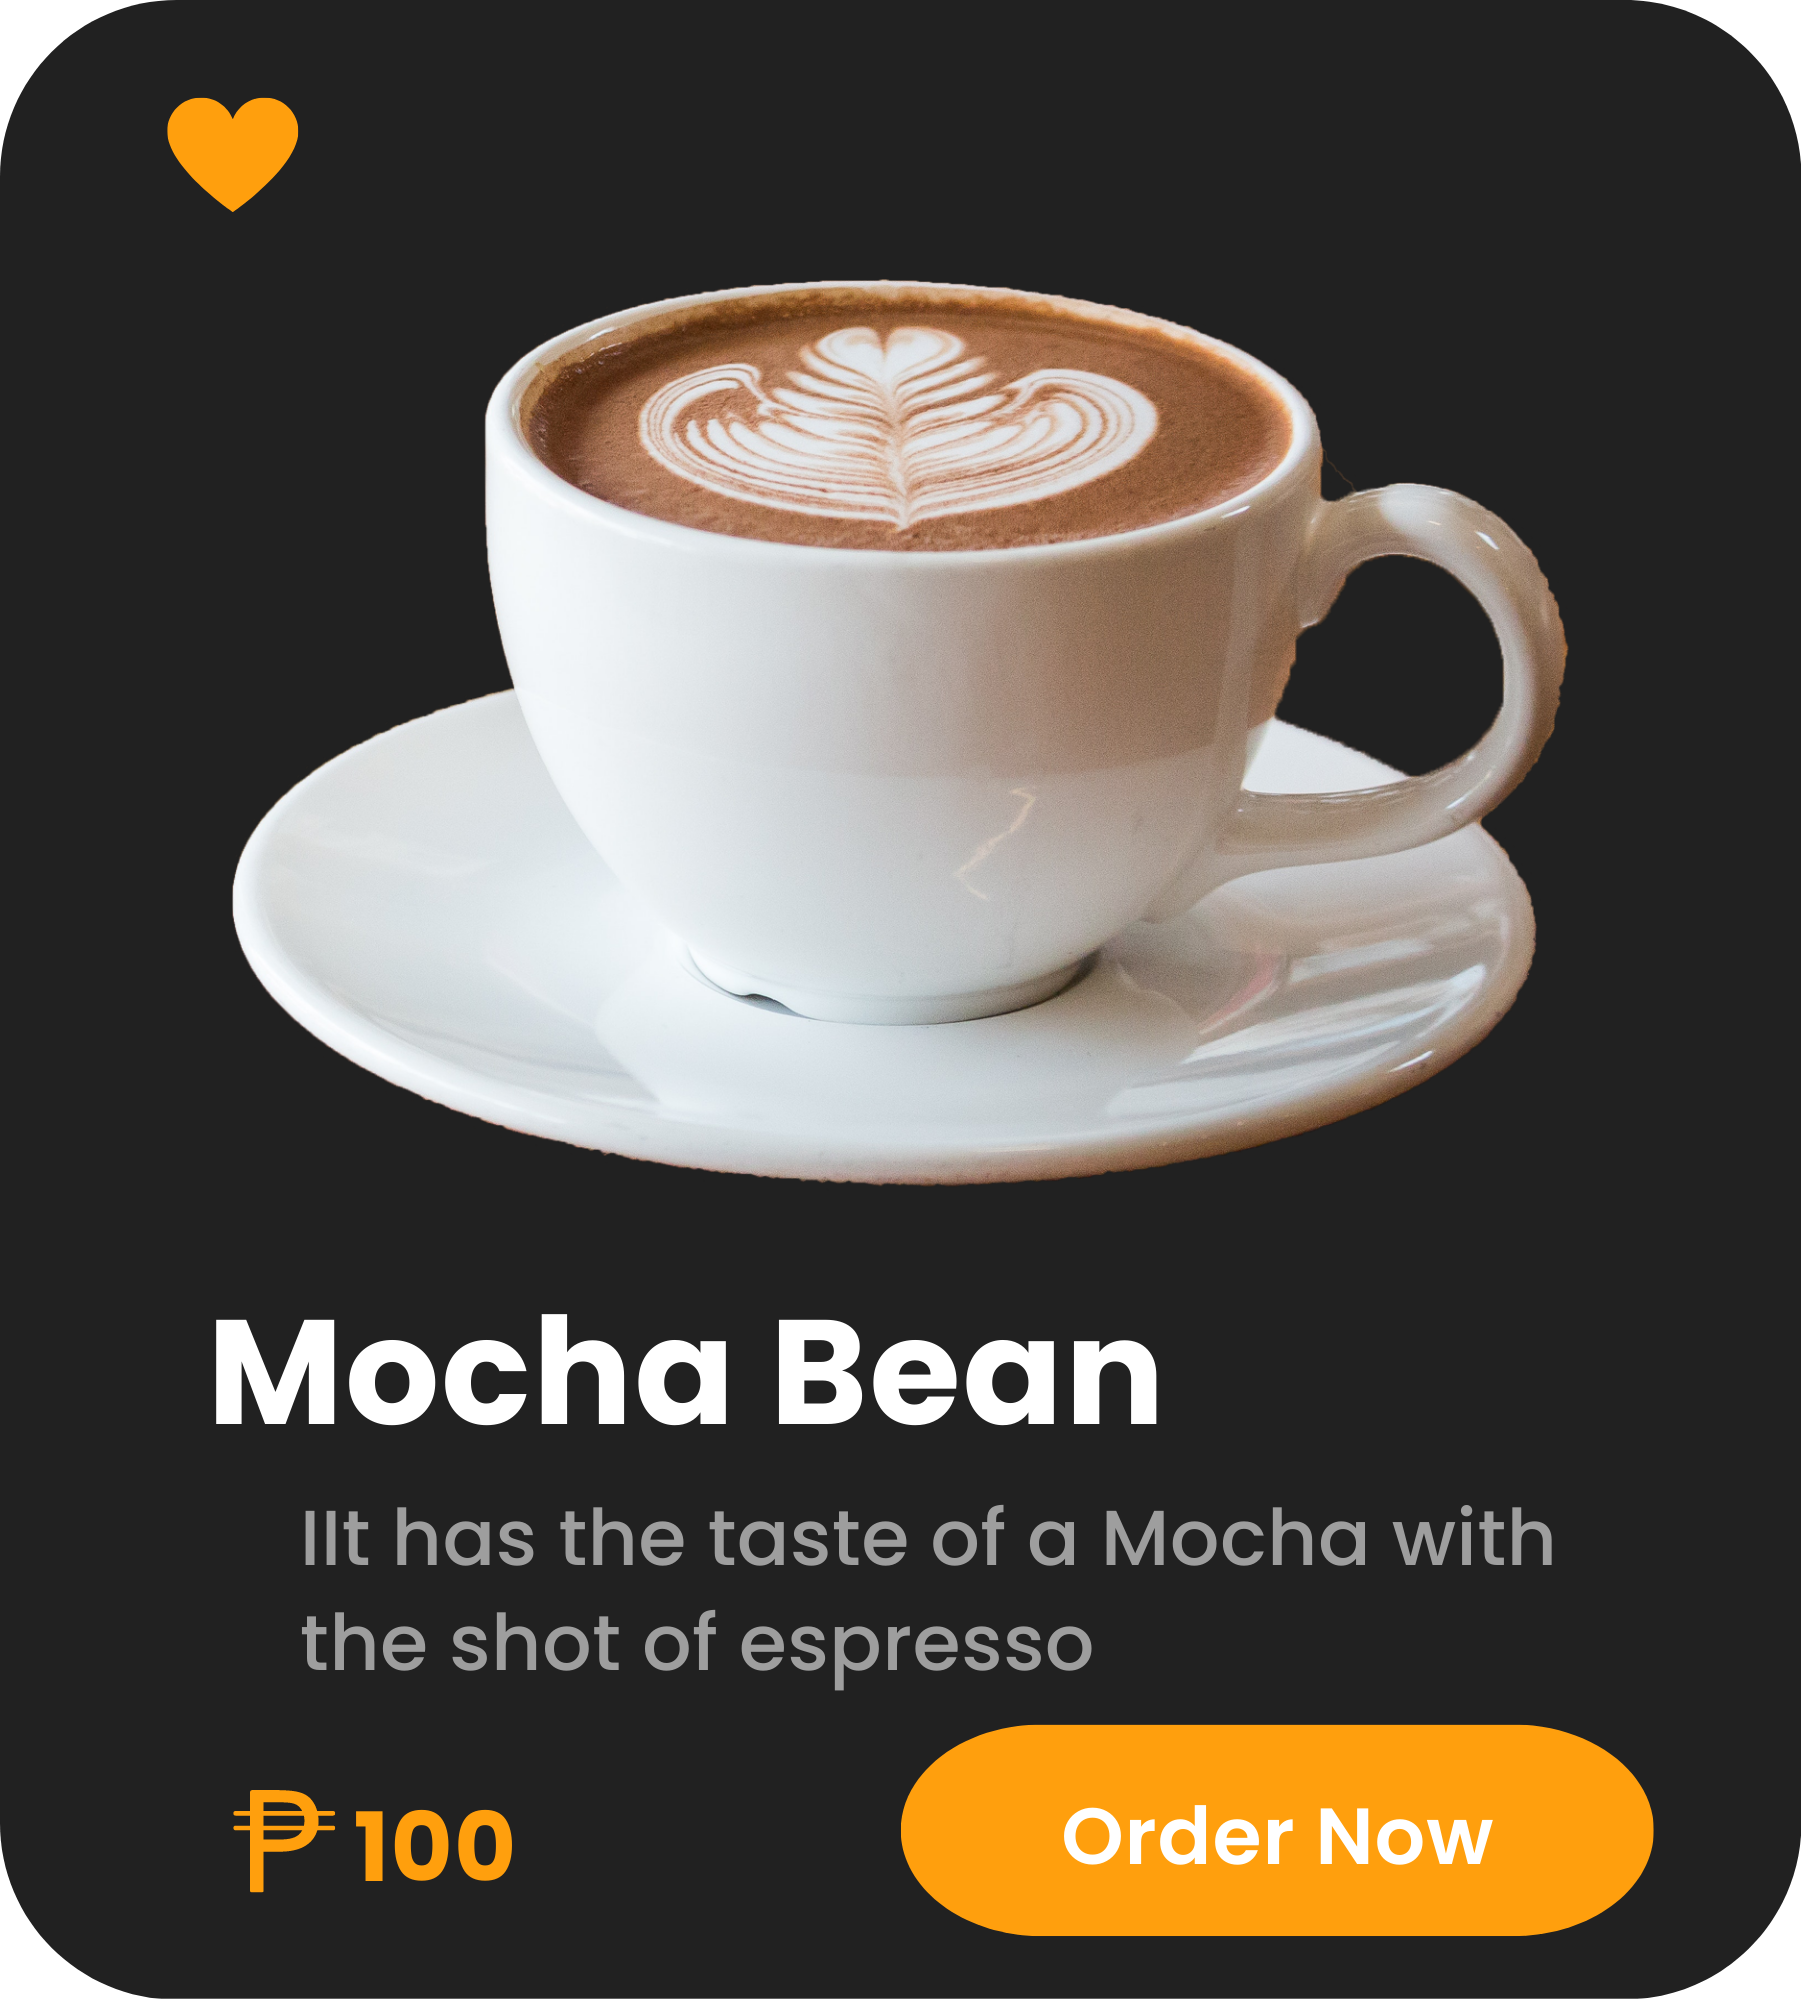 Mocha Bean
IIt has the taste of a Mocha with
the shot of espresso
₱ 100
Order Now